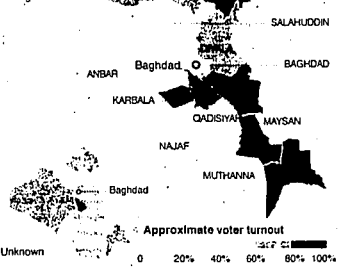 SALAHUDDIN
DIYALA
Baghdad
BAGHDAD
ANBAR
KARBALA
QADISIYAH
MAYSAN
NAJAF
MUTHANNA
Baghdad
Approximate voter turnout
Unknown
0 20% 40% 60% 80% 100%